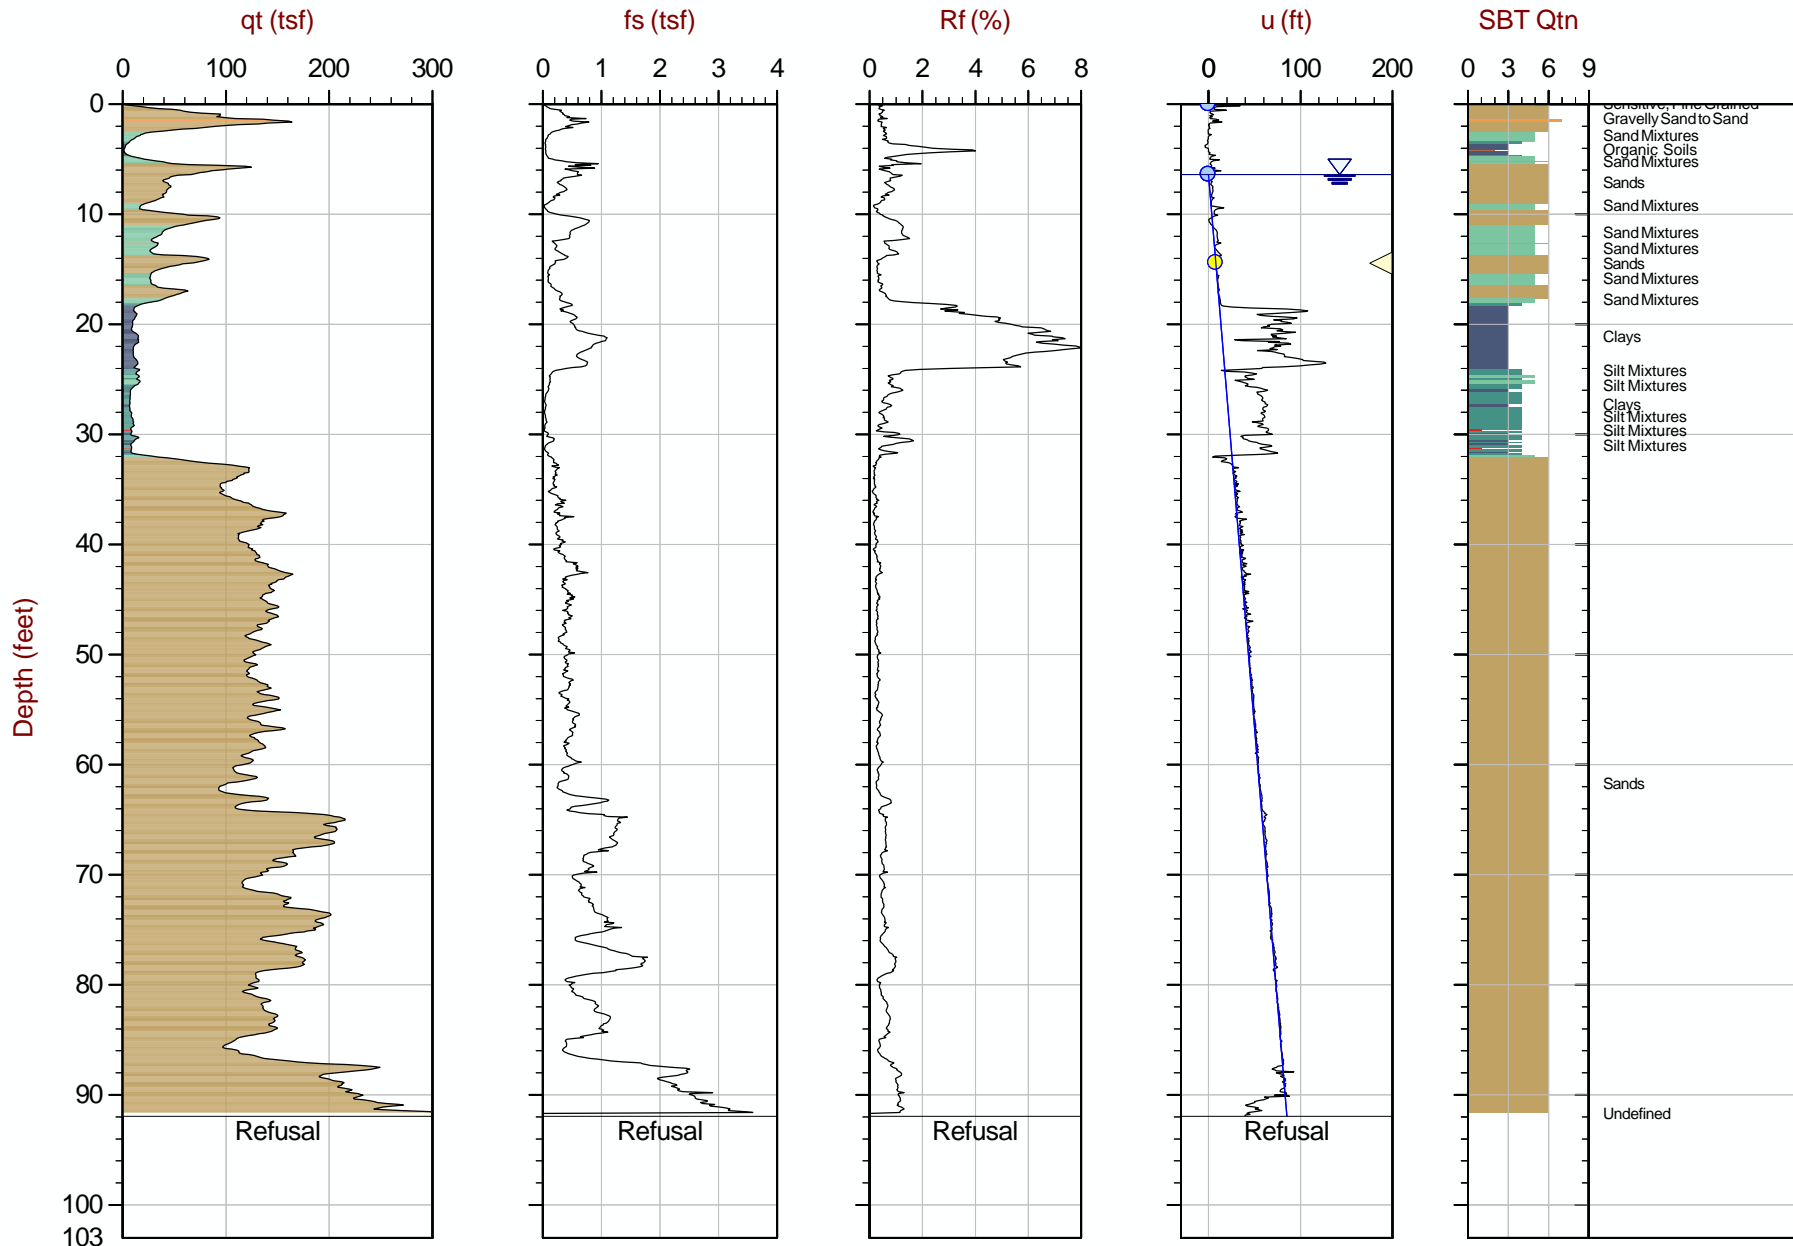 qt (tsf)
fs (tsf)
Rf (%)
u (ft)
SBT Qtn
0 100 200 300
0 1 2 3 4
0 2 4 6 8
0 100 200
0 3 6 9
Depth (feet)
0
10
20
30
40
50
60
70
80
90
100
103
Sensitive, Fine Grained
Gravelly Sand to Sand
Sand Mixtures
Organic Soils
Sand Mixtures
Sands
Sand Mixtures
Sand Mixtures
Sand Mixtures
Sands
Sand Mixtures
Sand Mixtures
Clays
Silt Mixtures
Silt Mixtures
Clays
Silt Mixtures
Silt Mixtures
Silt Mixtures
Sands
Undefined
Refusal
Refusal
Refusal
Refusal